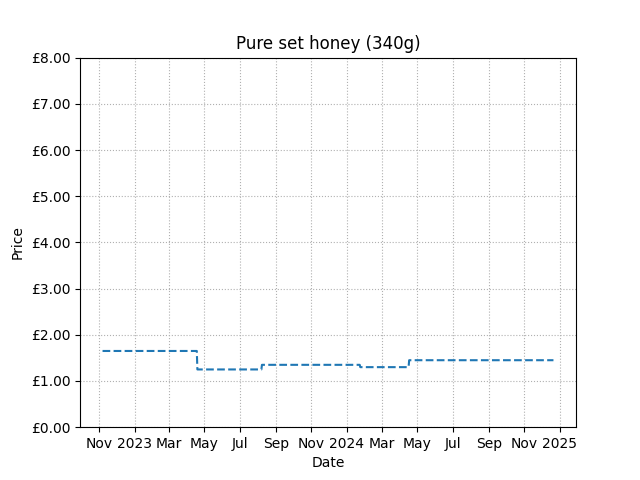 Pure set honey (340g)
£8.00
£7.00
£6.00
£5.00
£4.00
£3.00
£2.00
£1.00
£0.00
Price
Nov 2023 Mar May Jul Sep Nov 2024 Mar May Jul Sep Nov 2025
Date